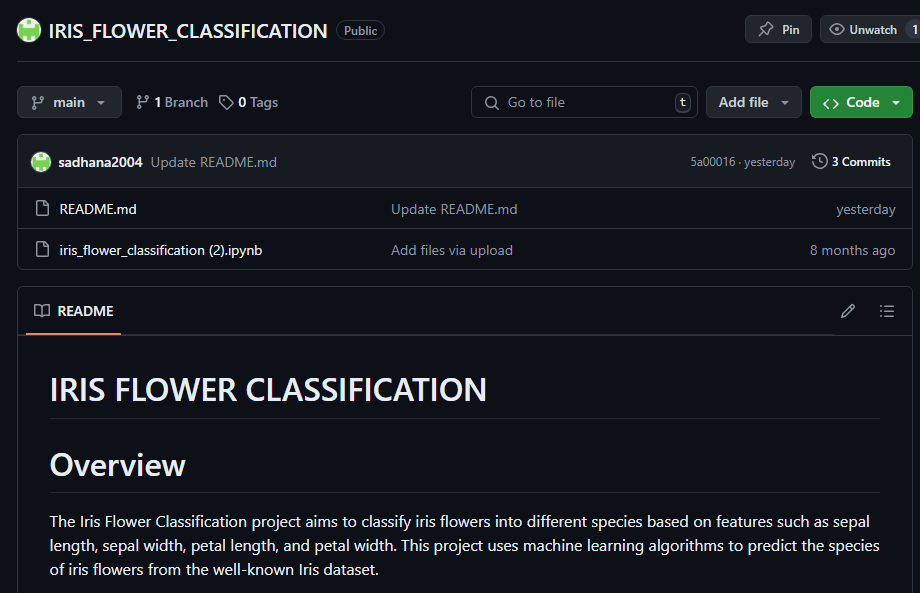 IRIS_FLOWER_CLASSIFICATION Public Pin Unwatch 1
main 1 Branch 0 Tags Go to file t Add file Code
sadhana2004 Update README.md 5a00016 · yesterday 3 Commits
README.md Update README.md yesterday
iris_flower_classification (2).ipynb Add files via upload 8 months ago
README
IRIS FLOWER CLASSIFICATION
Overview
The Iris Flower Classification project aims to classify iris flowers into different species based on features such as sepal
length, sepal width, petal length, and petal width. This project uses machine learning algorithms to predict the species
of iris flowers from the well-known Iris dataset.